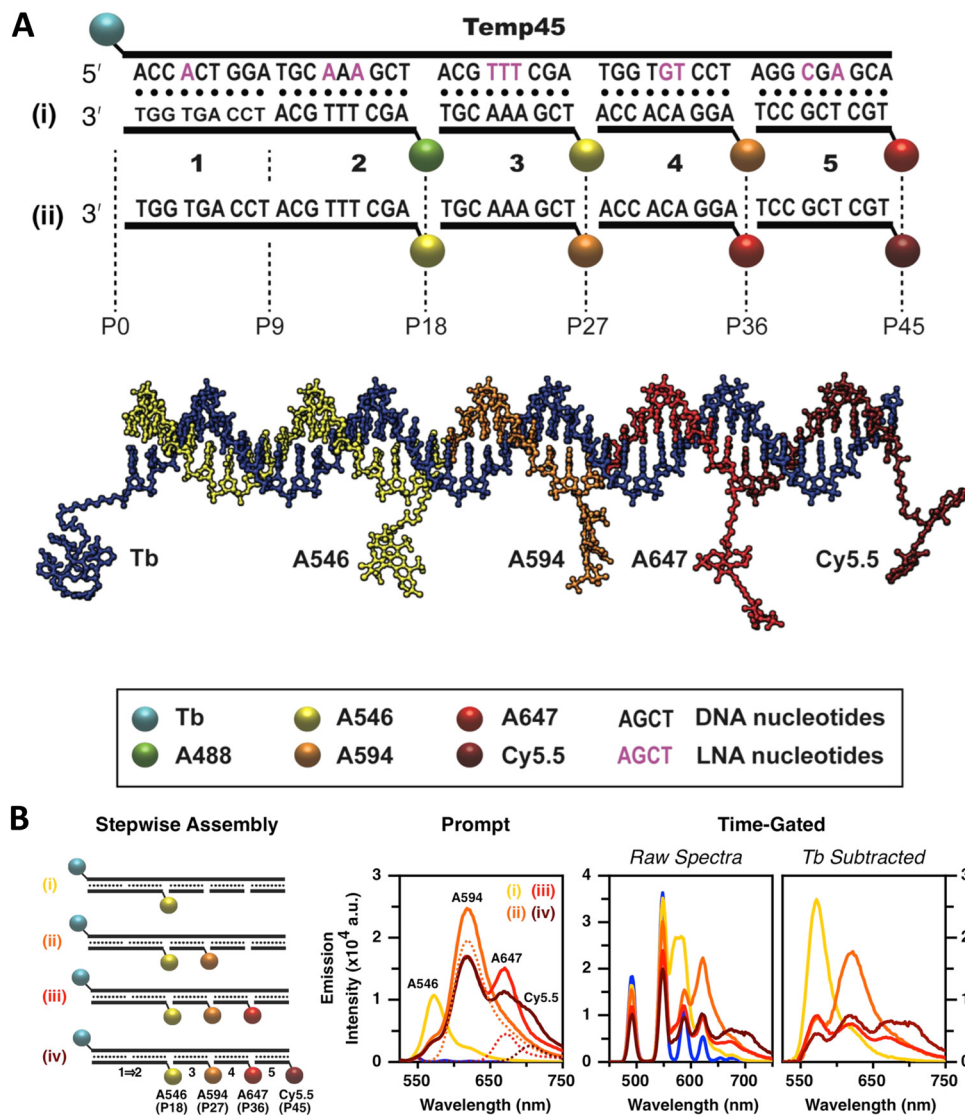 A
Temp45
5′ ACC ACT GGA TGC AAA GCT ACG TTT CGA TGG TGT CCT AGG CGA GCA
(i) 3′ TGG TGA CCT ACG TTT CGA TGC AAA GCT ACC ACA GGA TCC GCT CGT
1 2 3 4 5
(ii) 3′ TGG TGA CCT ACG TTT CGA TGC AAA GCT ACC ACA GGA TCC GCT CGT
P0 P9 P18 P27 P36 P45
Tb A546 A594 A647 Cy5.5
Tb A546 A647 AGCT DNA nucleotides
A488 A594 Cy5.5 AGCT LNA nucleotides
B
Stepwise Assembly
(i)
(ii)
(iii)
(iv)
1⇒2 3 4 5
A546 A594 A647 Cy5.5
(P18) (P27) (P36) (P45)
Prompt
Emission
Intensity (x10⁴ a.u.)
3
2
1
0
A546
A594
A647
Cy5.5
(i) (iii)
(ii) (iv)
550 650 750
Wavelength (nm)
Time-Gated
Raw Spectra
4
3
2
1
0
450 500 600 700
Wavelength (nm)
Tb Subtracted
3
2
1
0
550 650 750
Wavelength (nm)